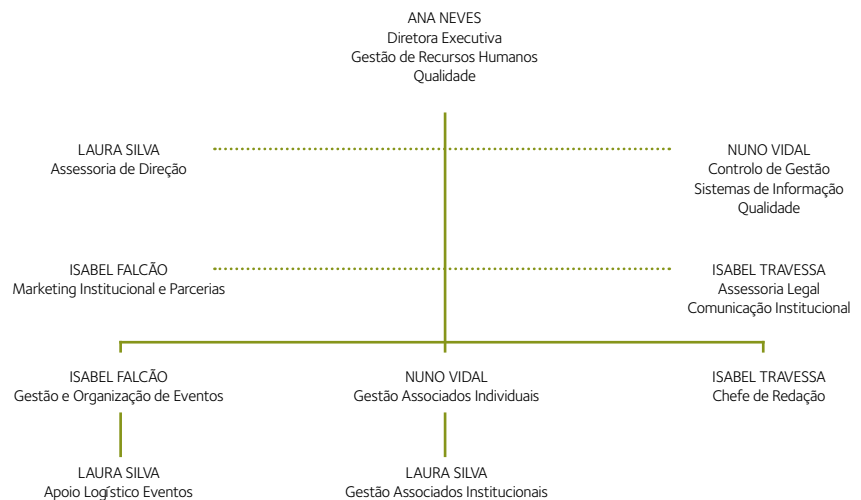 ANA NEVES
Diretora Executiva
Gestão de Recursos Humanos
Qualidade
LAURA SILVA
Assessoria de Direção
NUNO VIDAL
Controlo de Gestão
Sistemas de Informação
Qualidade
ISABEL FALCÃO
Marketing Institucional e Parcerias
ISABEL TRAVESSA
Assessoria Legal
Comunicação Institucional
ISABEL FALCÃO
Gestão e Organização de Eventos
NUNO VIDAL
Gestão Associados Individuais
ISABEL TRAVESSA
Chefe de Redação
LAURA SILVA
Apoio Logístico Eventos
LAURA SILVA
Gestão Associados Institucionais